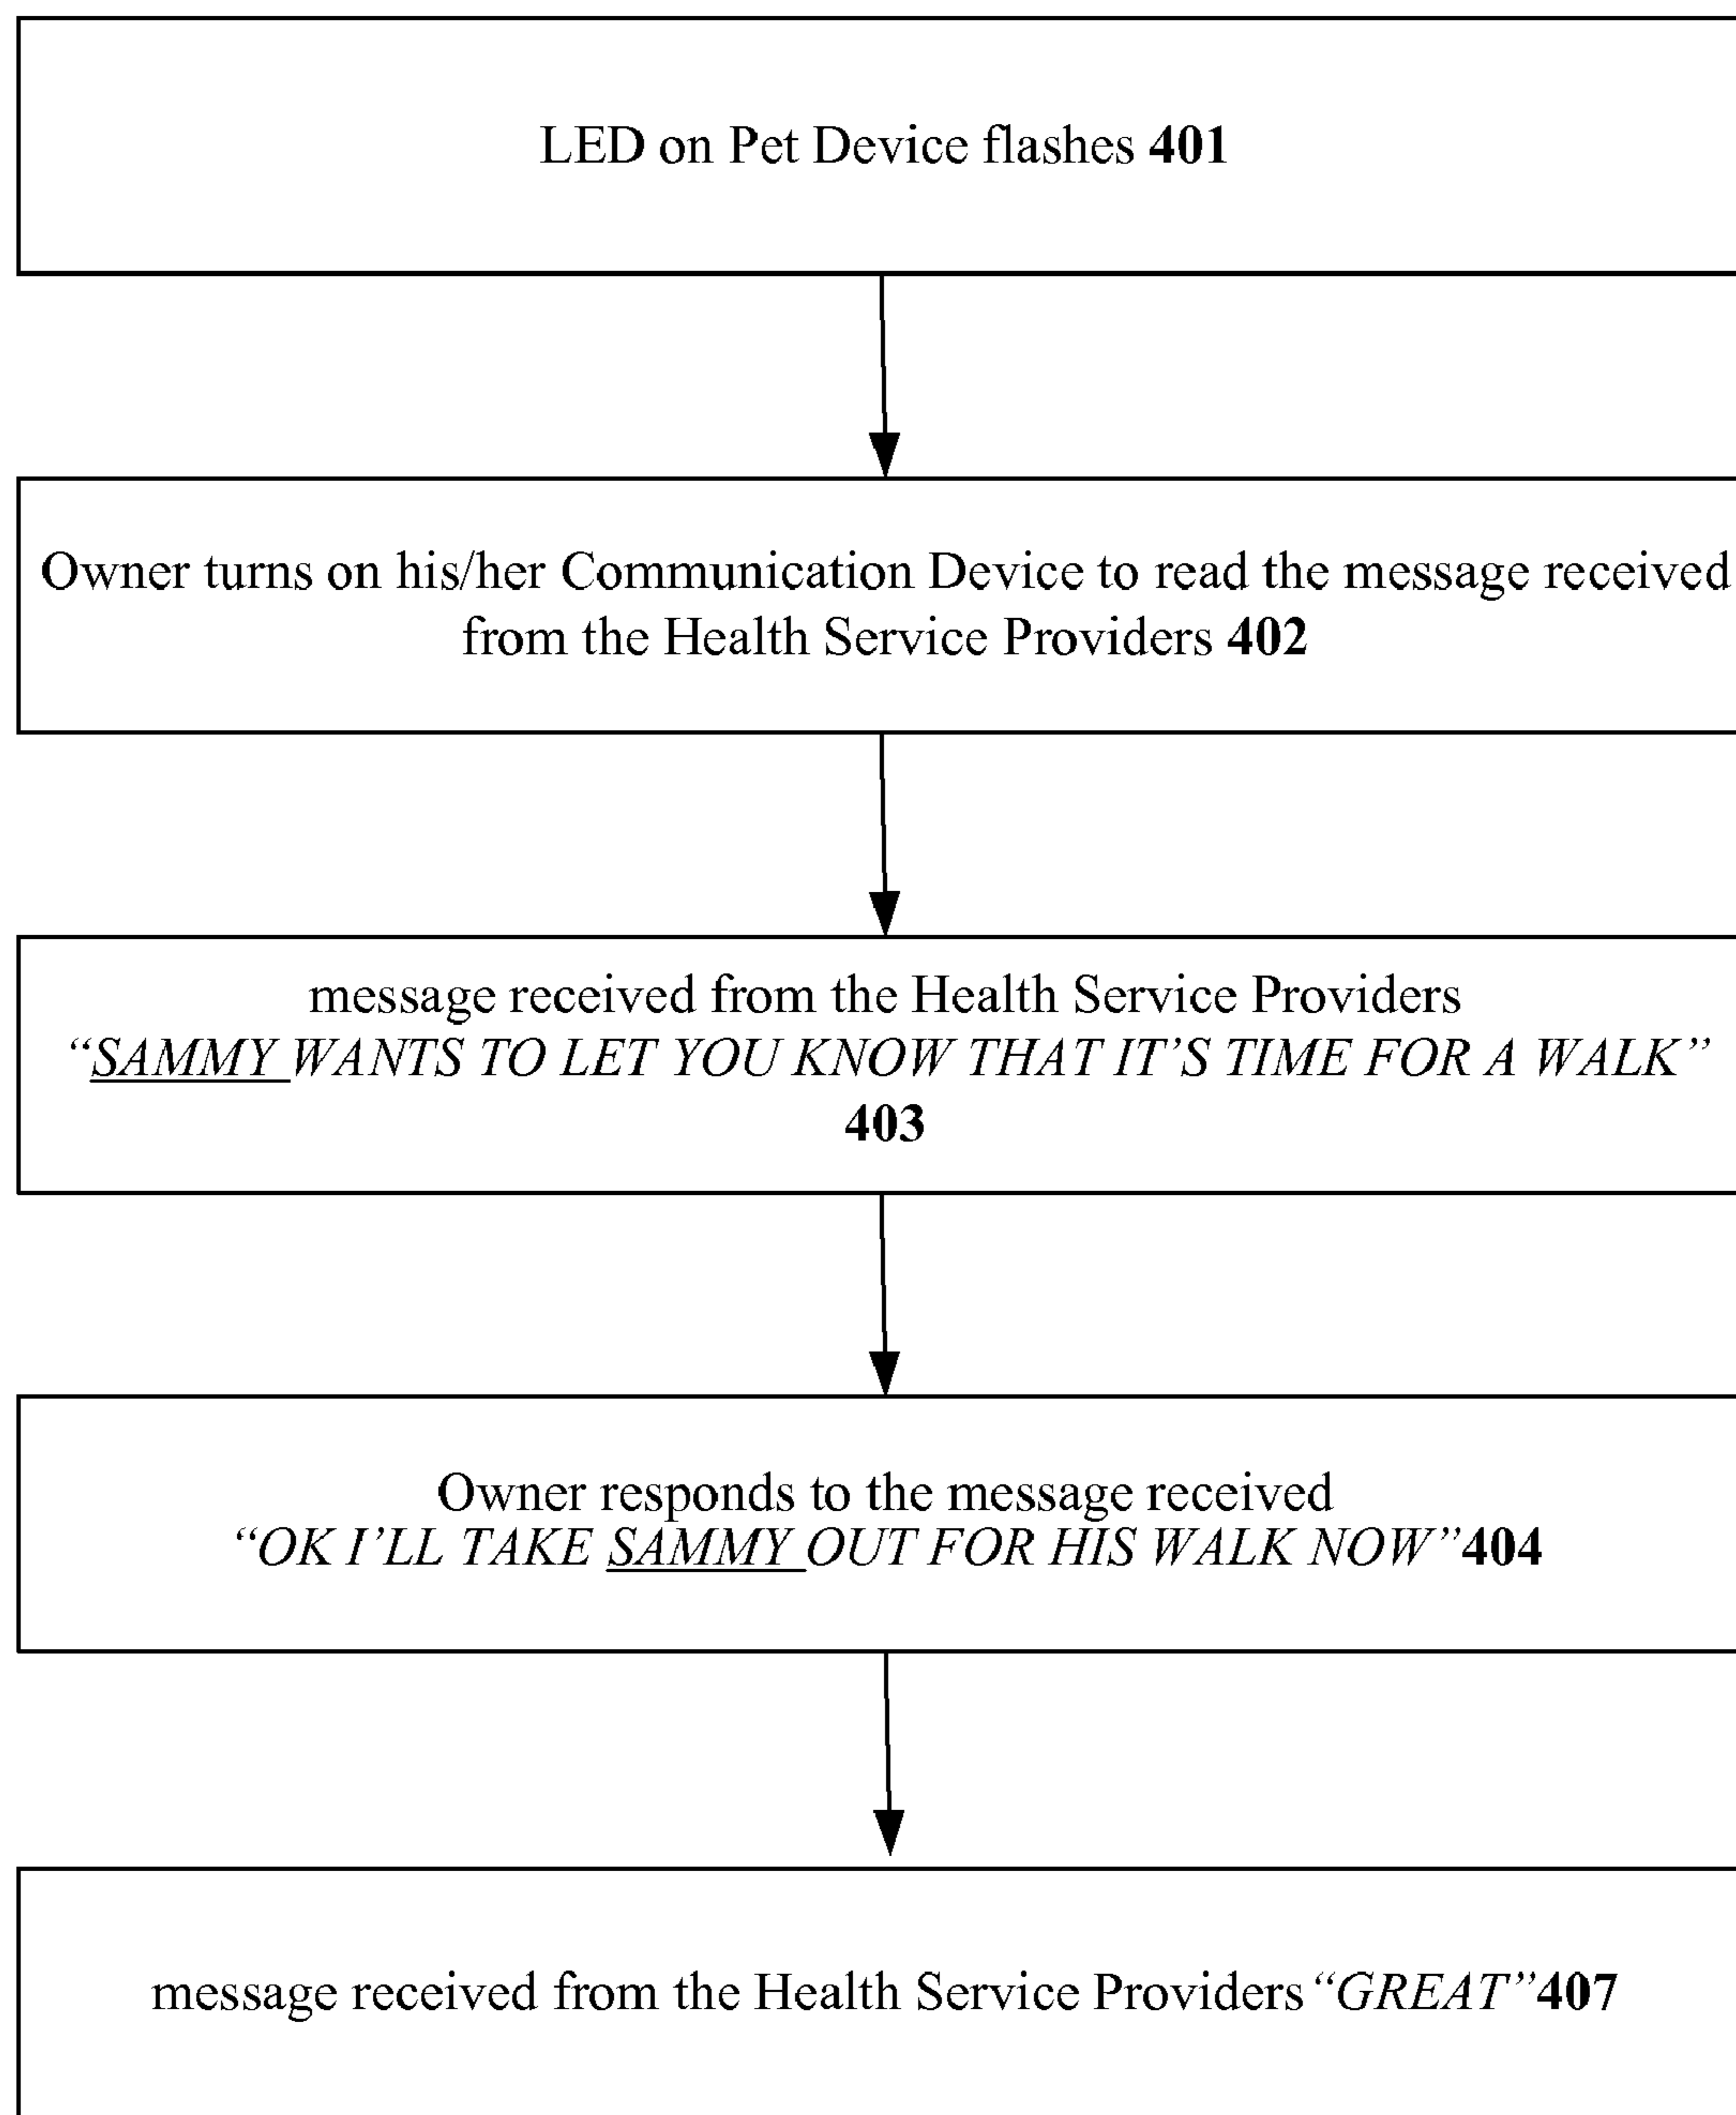 LED on Pet Device flashes 401
Owner turns on his/her Communication Device to read the message received
from the Health Service Providers 402
message received from the Health Service Providers
“SAMMY WANTS TO LET YOU KNOW THAT IT’S TIME FOR A WALK”
403
Owner responds to the message received
“OK I’LL TAKE SAMMY OUT FOR HIS WALK NOW”404
message received from the Health Service Providers “GREAT”407